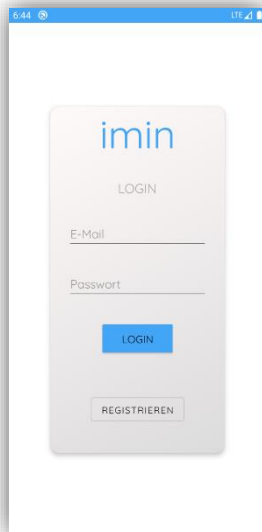 6:44 LTE
imin
LOGIN
E-Mail
Passwort
LOGIN
REGISTRIEREN